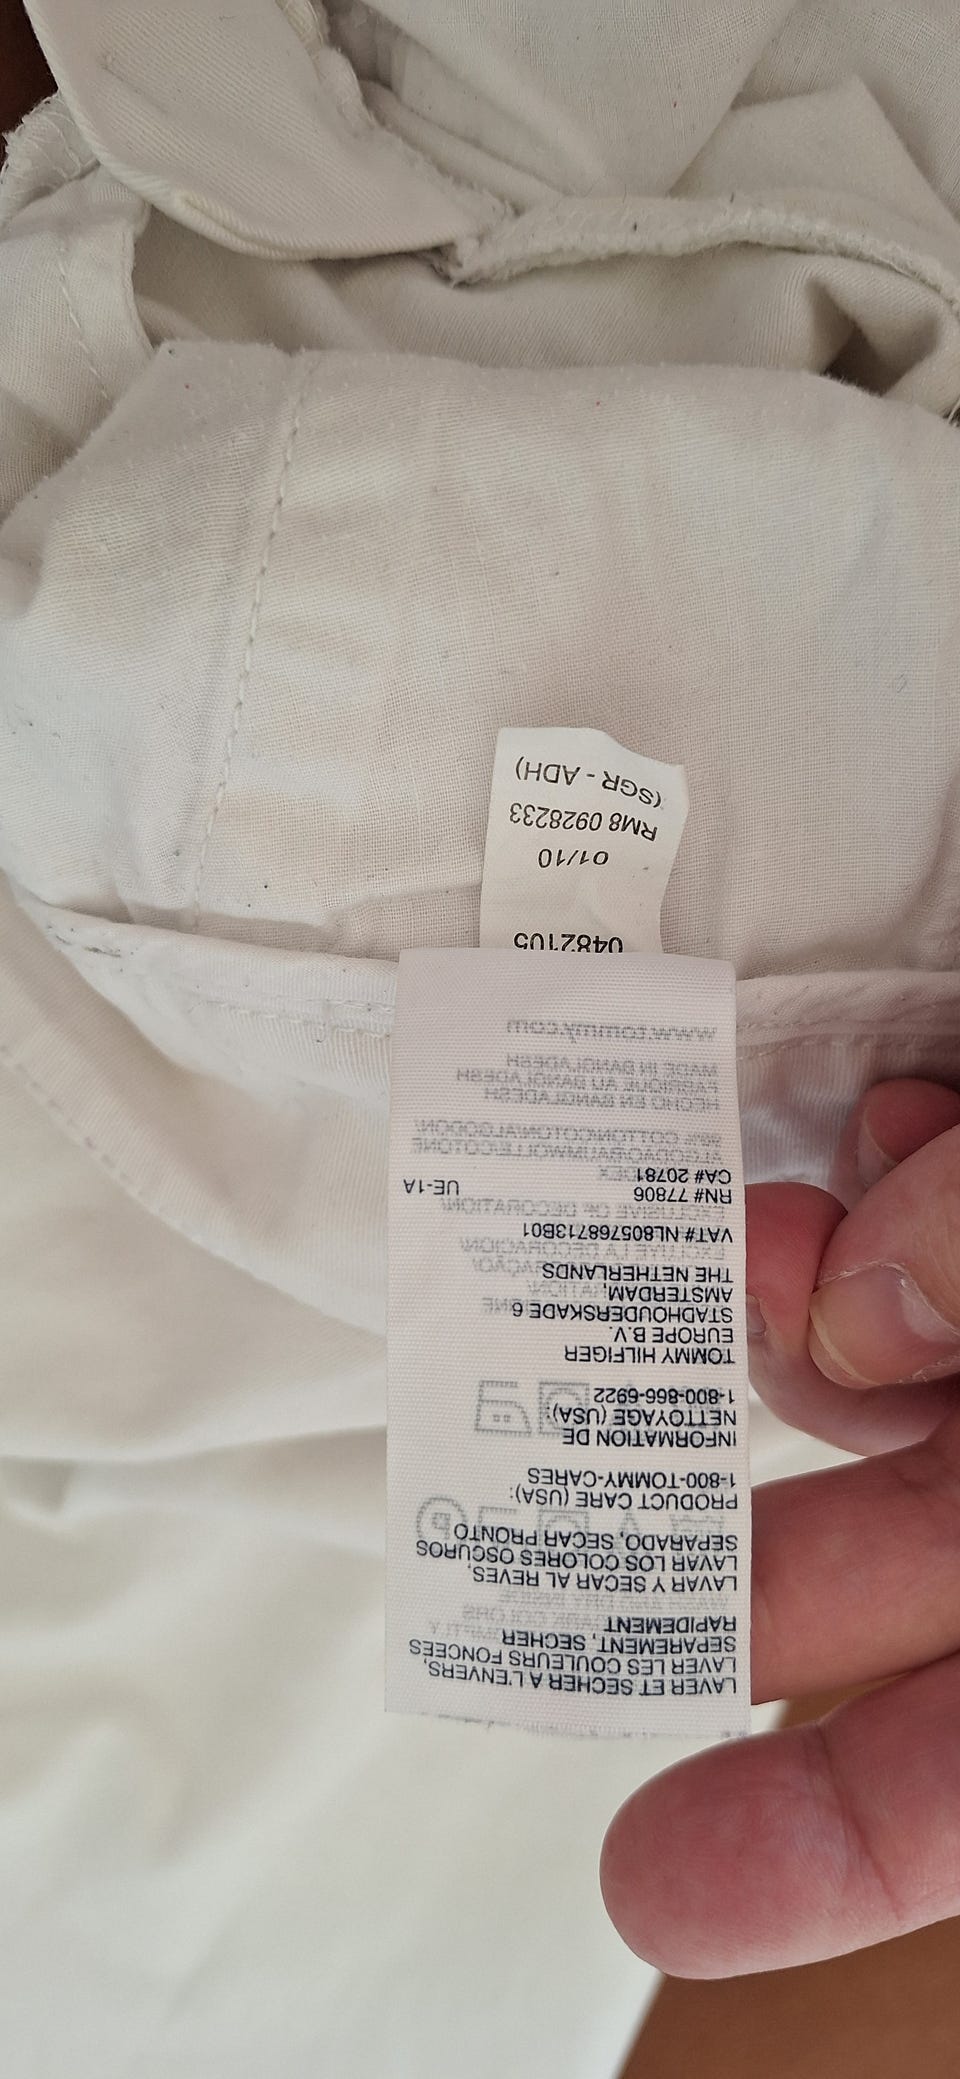 LAVER ET SECHER A L'ENVERS,
LAVER LES COULEURS FONCEES
SEPAREMENT, SECHER
RAPIDEMENT
LAVAR Y SECAR AL REVES,
LAVAR LOS COLORES OSCUROS
SEPARADO, SECAR PRONTO
PRODUCT CARE (USA):
1-800-TOMMY-CARES
INFORMATION DE
NETTOYAGE (USA):
1-800-866-6922
TOMMY HILFIGER
EUROPE B.V.
STADHOUDERSKADE 6
AMSTERDAM,
THE NETHERLANDS
VAT# NL805768713B01
RN# 77806 UE-1A
CA# 20781
HECHO EN BANGLADESH
FABRIQUE AU BANGLADESH
MADE IN BANGLADESH
www.tommy.com
0482105
01/10
RM8 0928233
(SGR - ADH)